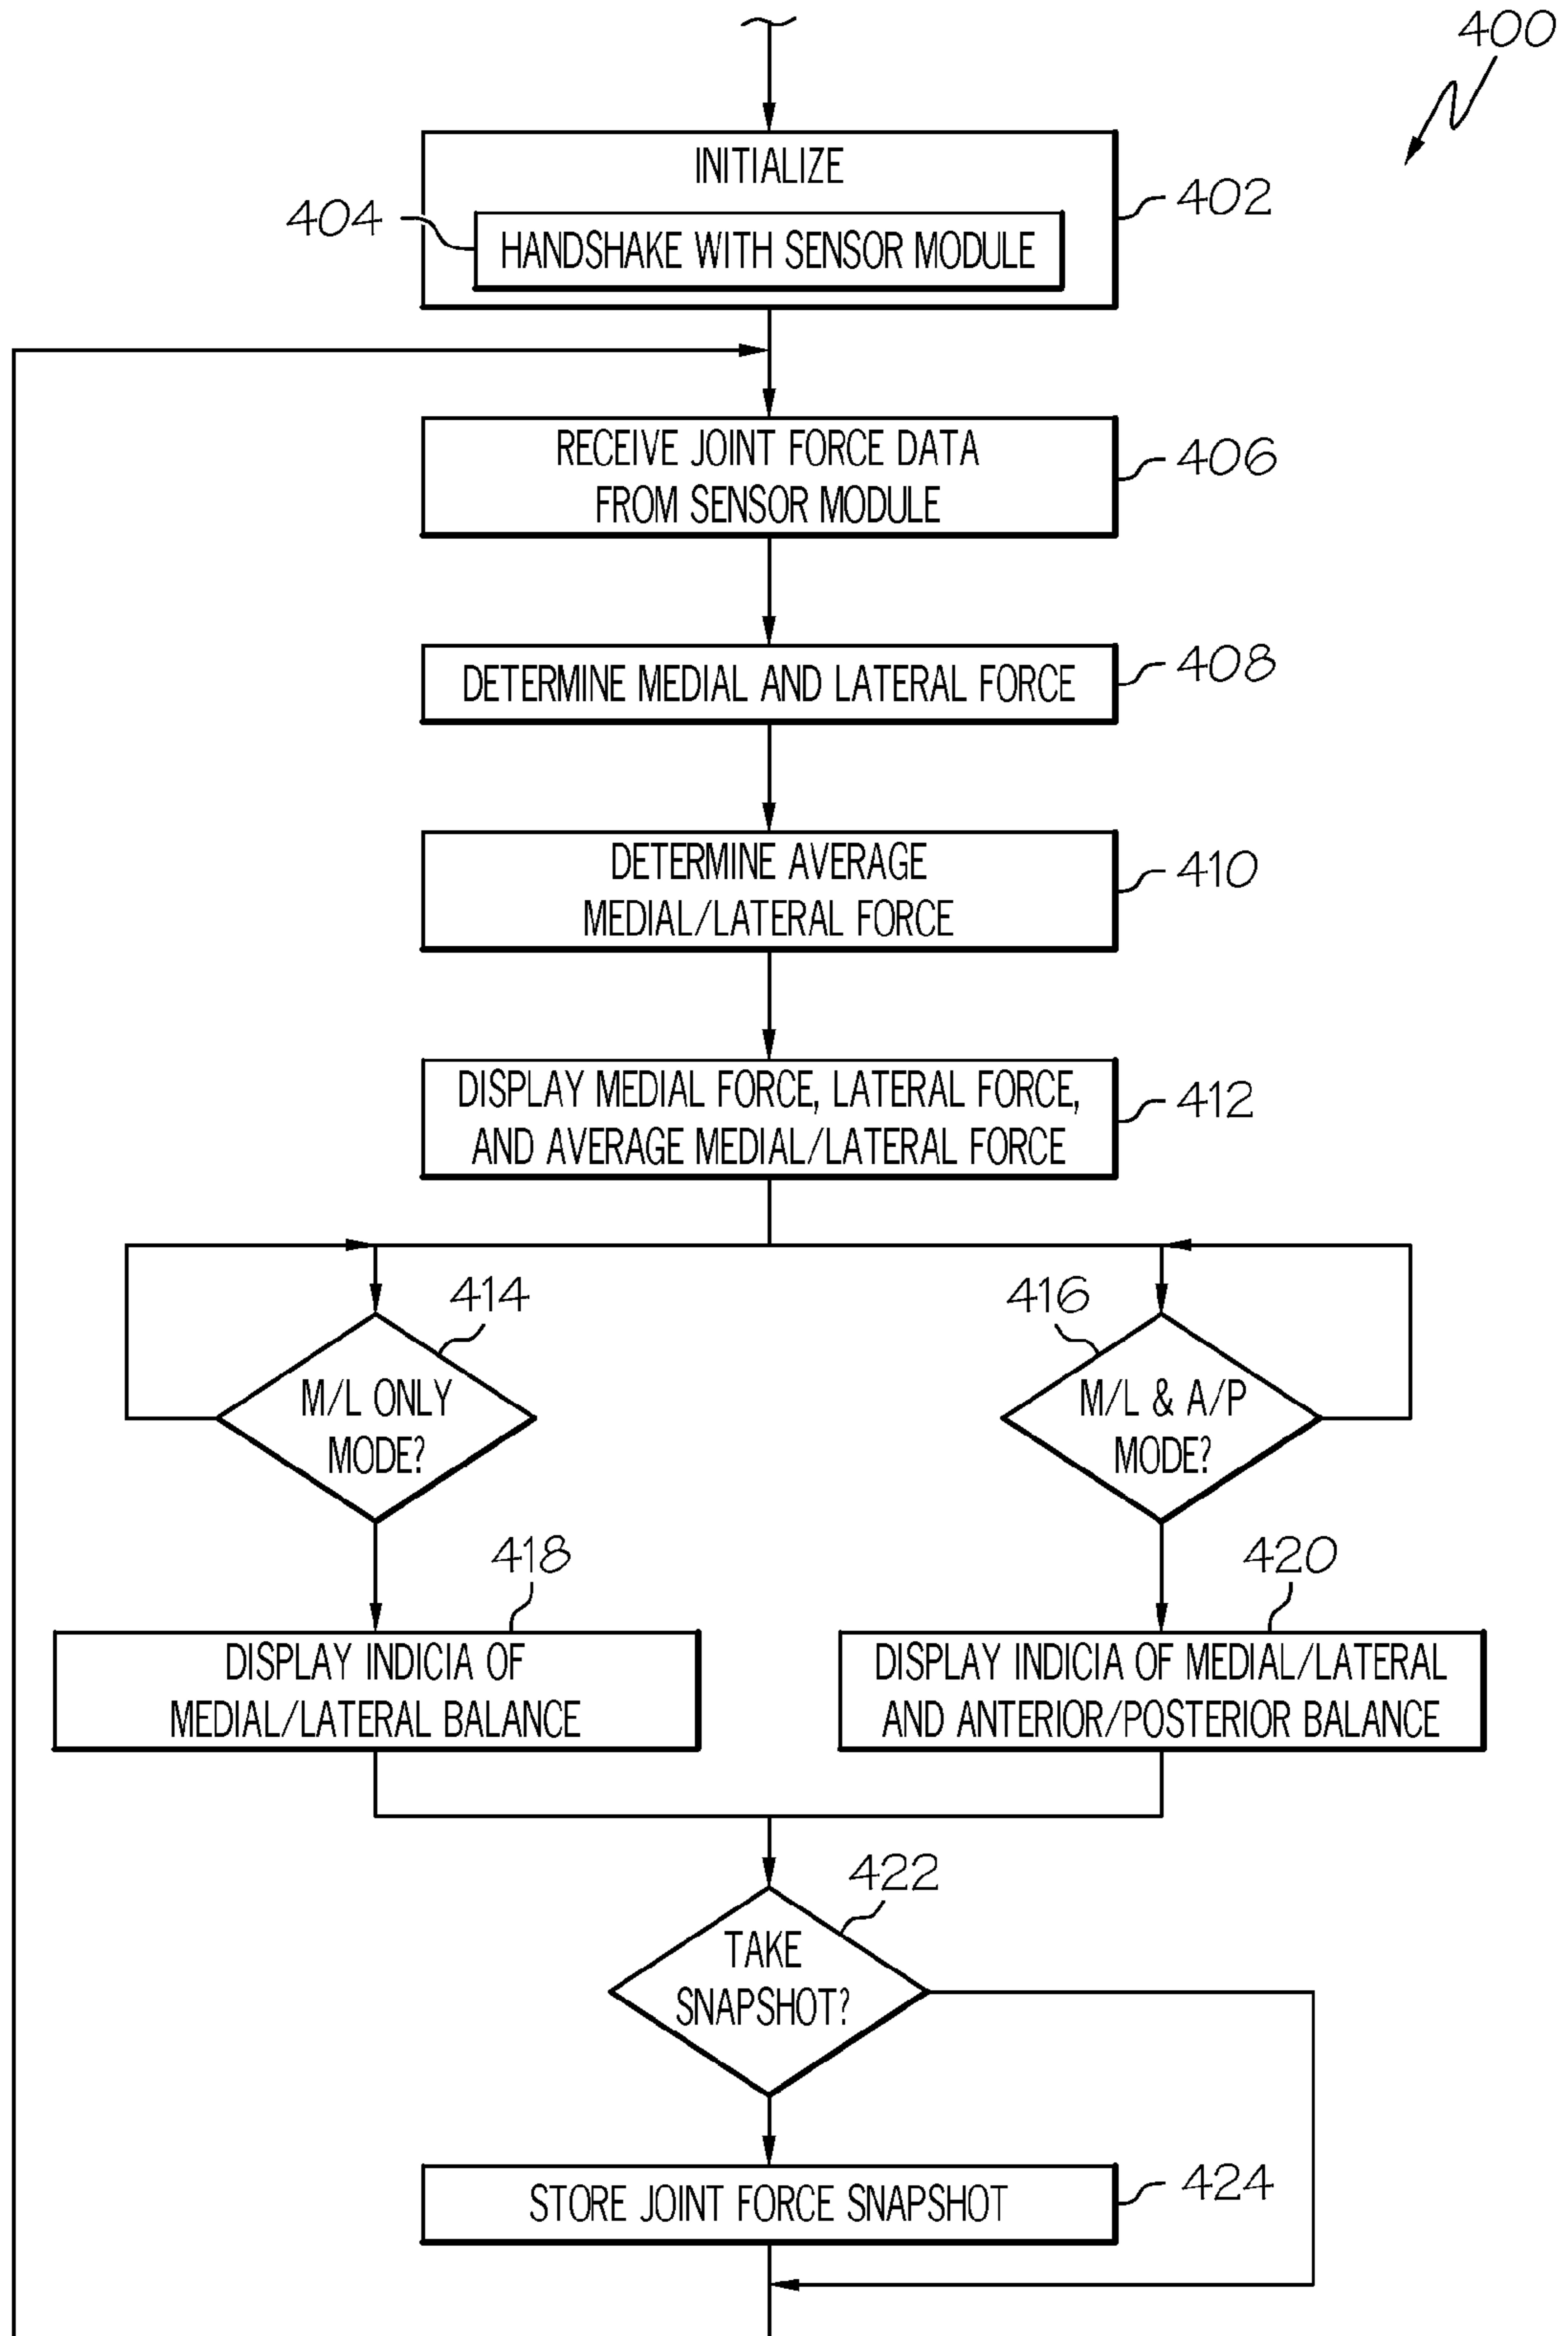 400
INITIALIZE
402
404
HANDSHAKE WITH SENSOR MODULE
RECEIVE JOINT FORCE DATA
FROM SENSOR MODULE
406
DETERMINE MEDIAL AND LATERAL FORCE
408
DETERMINE AVERAGE
MEDIAL/LATERAL FORCE
410
DISPLAY MEDIAL FORCE, LATERAL FORCE,
AND AVERAGE MEDIAL/LATERAL FORCE
412
414
M/L ONLY
MODE?
416
M/L & A/P
MODE?
418
DISPLAY INDICIA OF
MEDIAL/LATERAL BALANCE
420
DISPLAY INDICIA OF MEDIAL/LATERAL
AND ANTERIOR/POSTERIOR BALANCE
422
TAKE
SNAPSHOT?
STORE JOINT FORCE SNAPSHOT
424